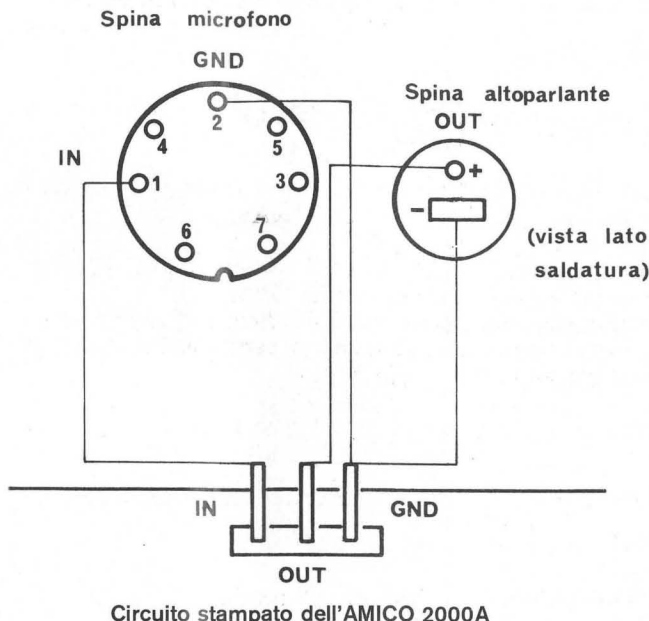 Spina microfono
GND
Spina altoparlante
OUT
IN
2
4
5
1
3
6
7
+
-
(vista lato
saldatura)
IN
GND
OUT
Circuito stampato dell'AMICO 2000A